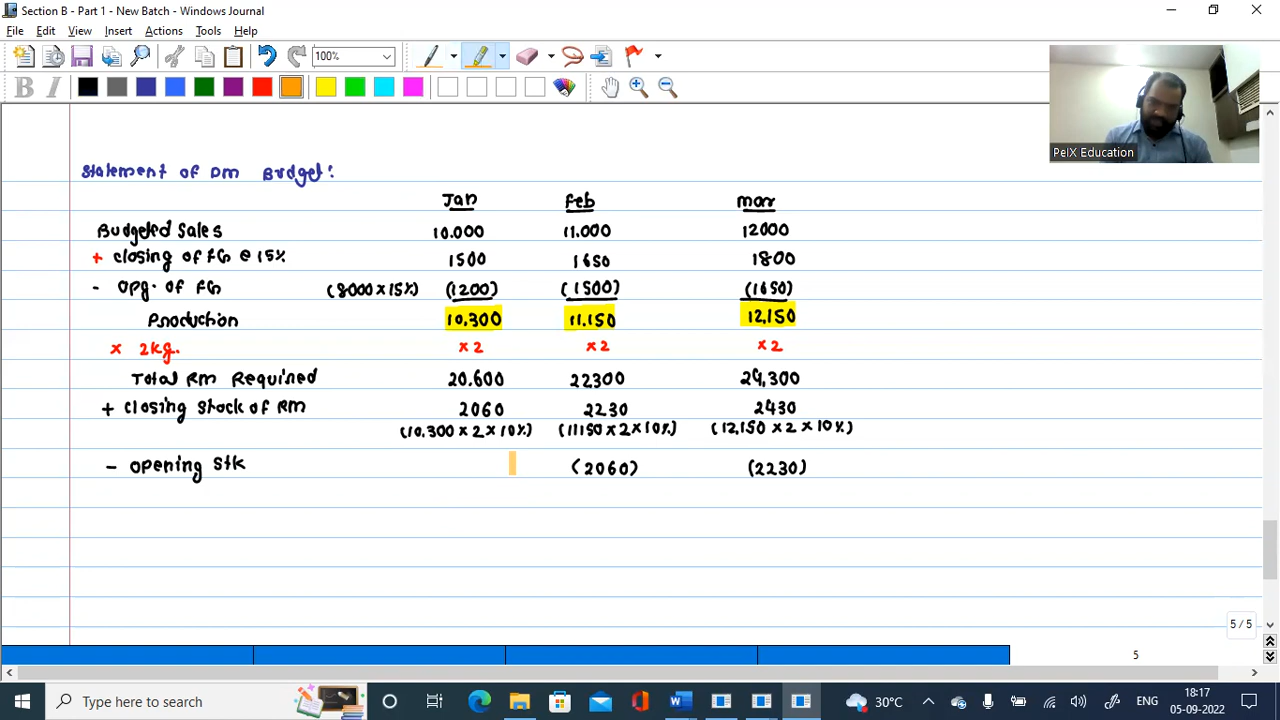 Section B - Part 1 - New Batch - Windows Journal
File Edit View Insert Actions Tools Help
100%
B I
PelX Education
Statement of DM Budget:
Jan Feb Mar
Budgeted Sales 10.000 11.000 12000
+ closing of FG @ 15% 1500 1650 1800
- Opg. of FG (8000 x 15%) (1200) (1500) (1650)
Production 10,300 11.150 12,150
x 2kg. x 2 x 2 x 2
Total RM Required 20.600 22300 24,300
+ closing stock of RM 2060 2230 2430
(10.300 x 2 x 10%) (11150 x 2 x 10%) (12,150 x 2 x 10%)
- opening Stk (2060) (2230)
5 / 5
5
Type here to search
30°C ENG 18:17
05-09-2022